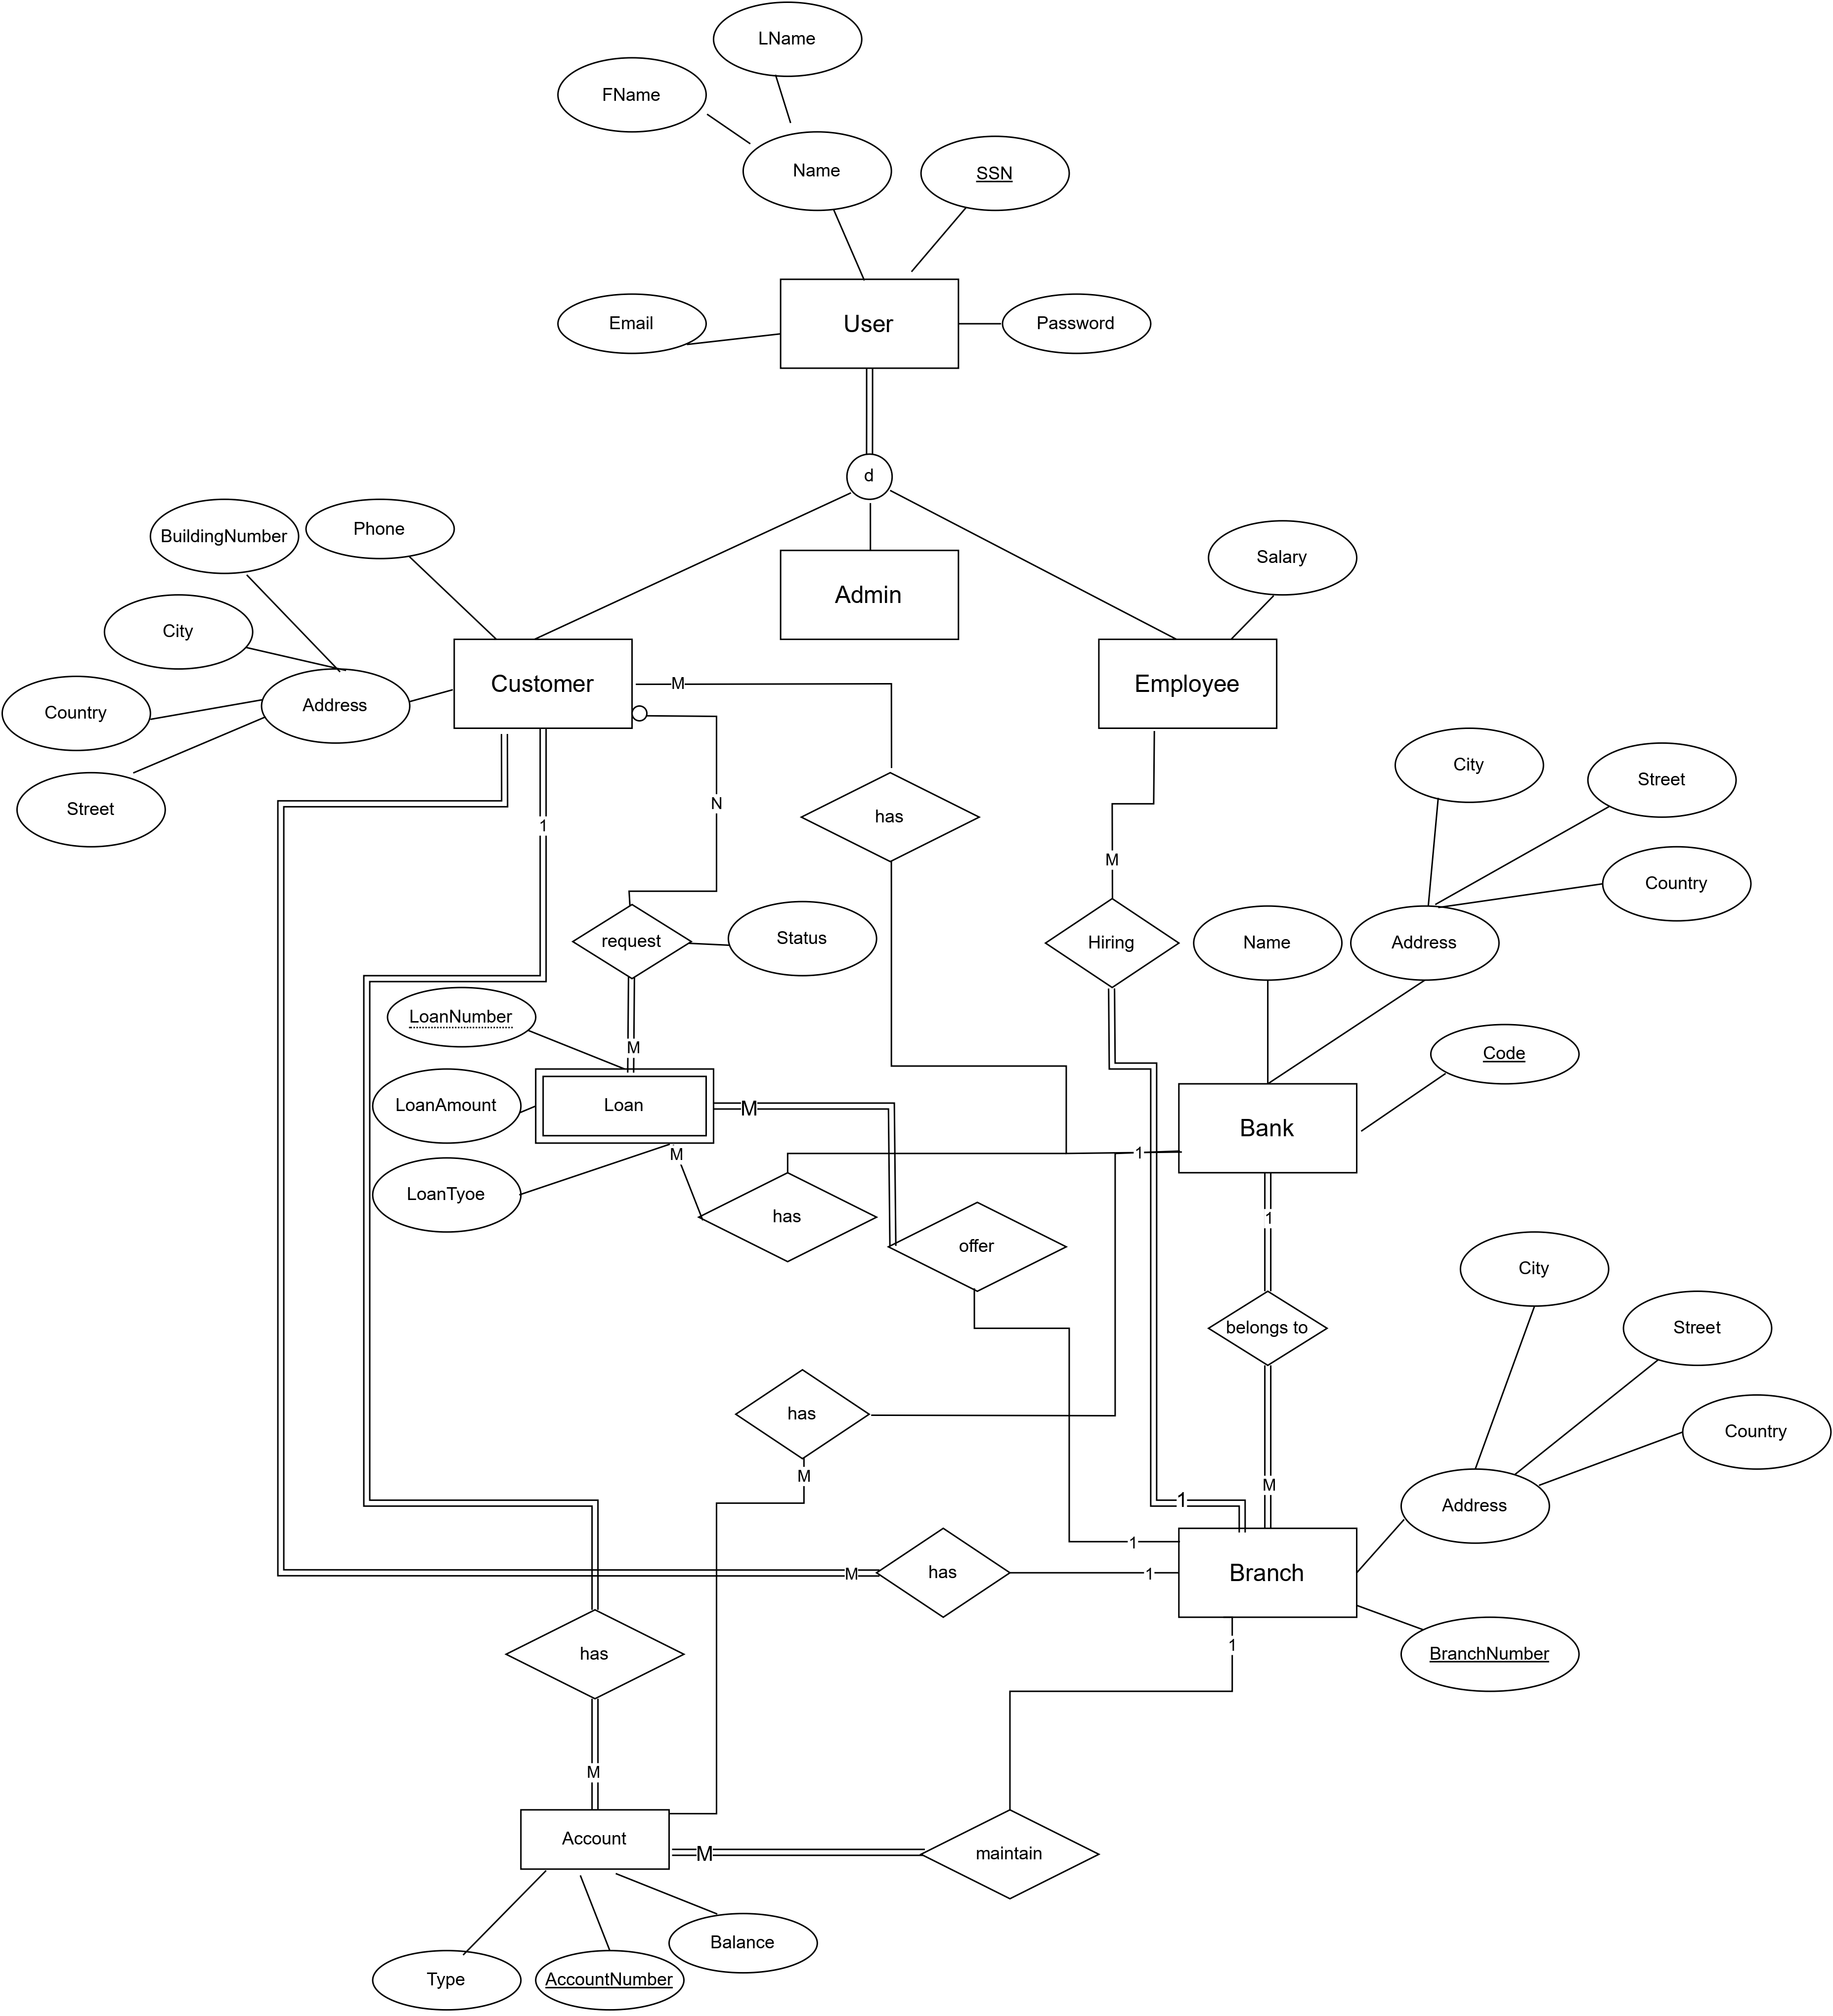 LName
FName
Name
SSN
User
Email
Password
d
BuildingNumber
Phone
Admin
Salary
City
Customer
Employee
Country
Address
Street
M
N
1
has
M
City
Street
Country
request
Status
Hiring
Name
Address
LoanNumber
Code
M
LoanAmount
Loan
M
Bank
M
1
LoanTyoe
has
offer
1
City
belongs to
Street
has
Country
M
M
1
Address
1
M
has
1
Branch
has
1
BranchNumber
M
Account
M
maintain
Balance
Type
AccountNumber